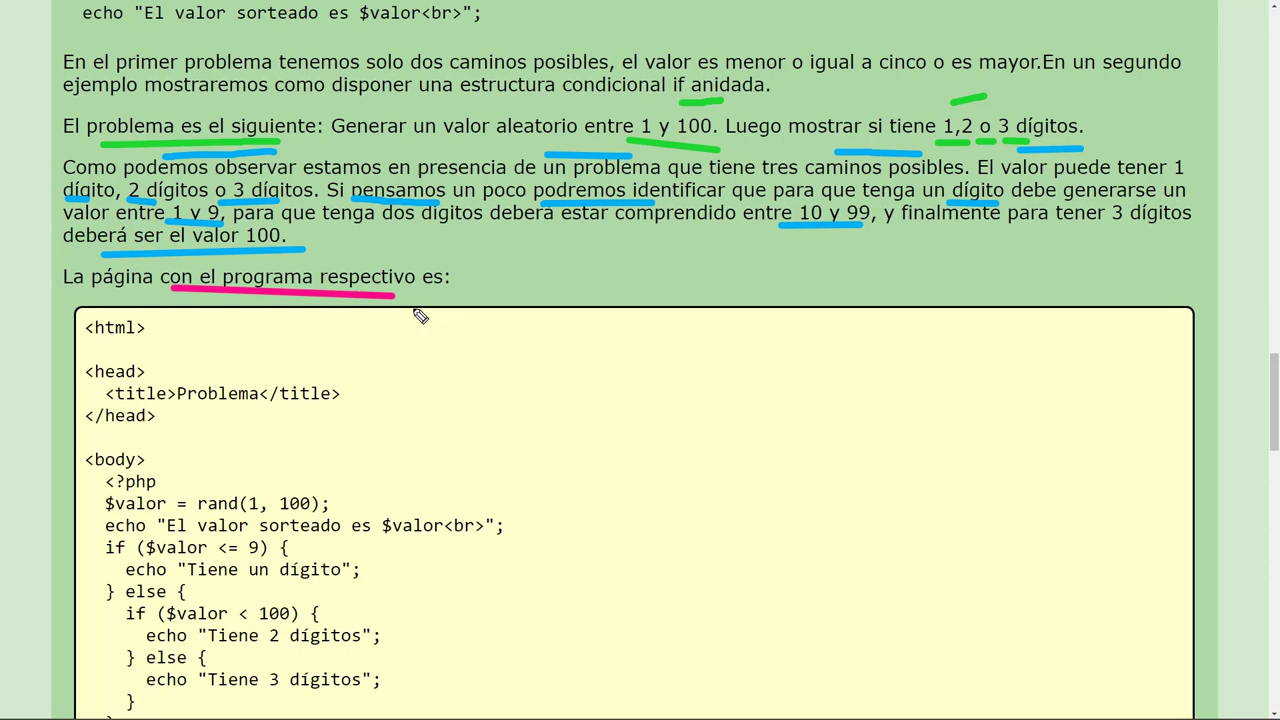 echo "El valor sorteado es $valor<br>";
En el primer problema tenemos solo dos caminos posibles, el valor es menor o igual a cinco o es mayor.En un segundo
ejemplo mostraremos como disponer una estructura condicional if anidada.
El problema es el siguiente: Generar un valor aleatorio entre 1 y 100. Luego mostrar si tiene 1,2 o 3 dígitos.
Como podemos observar estamos en presencia de un problema que tiene tres caminos posibles. El valor puede tener 1
dígito, 2 dígitos o 3 dígitos. Si pensamos un poco podremos identificar que para que tenga un dígito debe generarse un
valor entre 1 y 9, para que tenga dos dígitos deberá estar comprendido entre 10 y 99, y finalmente para tener 3 dígitos
deberá ser el valor 100.
La página con el programa respectivo es:
<html>
<head>
<title>Problema</title>
</head>
<body>
<?php
$valor = rand(1, 100);
echo "El valor sorteado es $valor<br>";
if ($valor <= 9) {
echo "Tiene un dígito";
} else {
if ($valor < 100) {
echo "Tiene 2 dígitos";
} else {
echo "Tiene 3 dígitos";
}